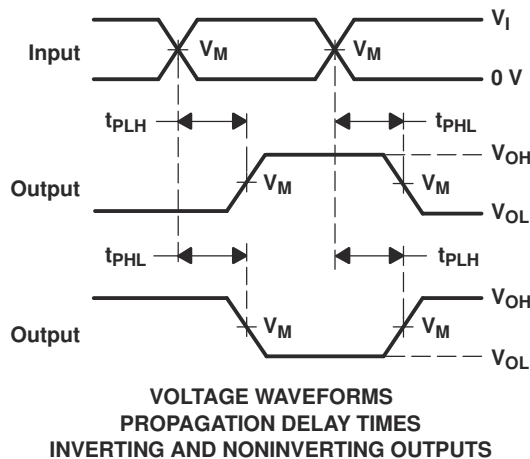 Input
V_M
V_M
V_I
0 V
t_PLH
t_PHL
Output
V_M
V_M
V_OH
V_OL
t_PHL
t_PLH
Output
V_M
V_M
V_OH
V_OL
VOLTAGE WAVEFORMS
PROPAGATION DELAY TIMES
INVERTING AND NONINVERTING OUTPUTS